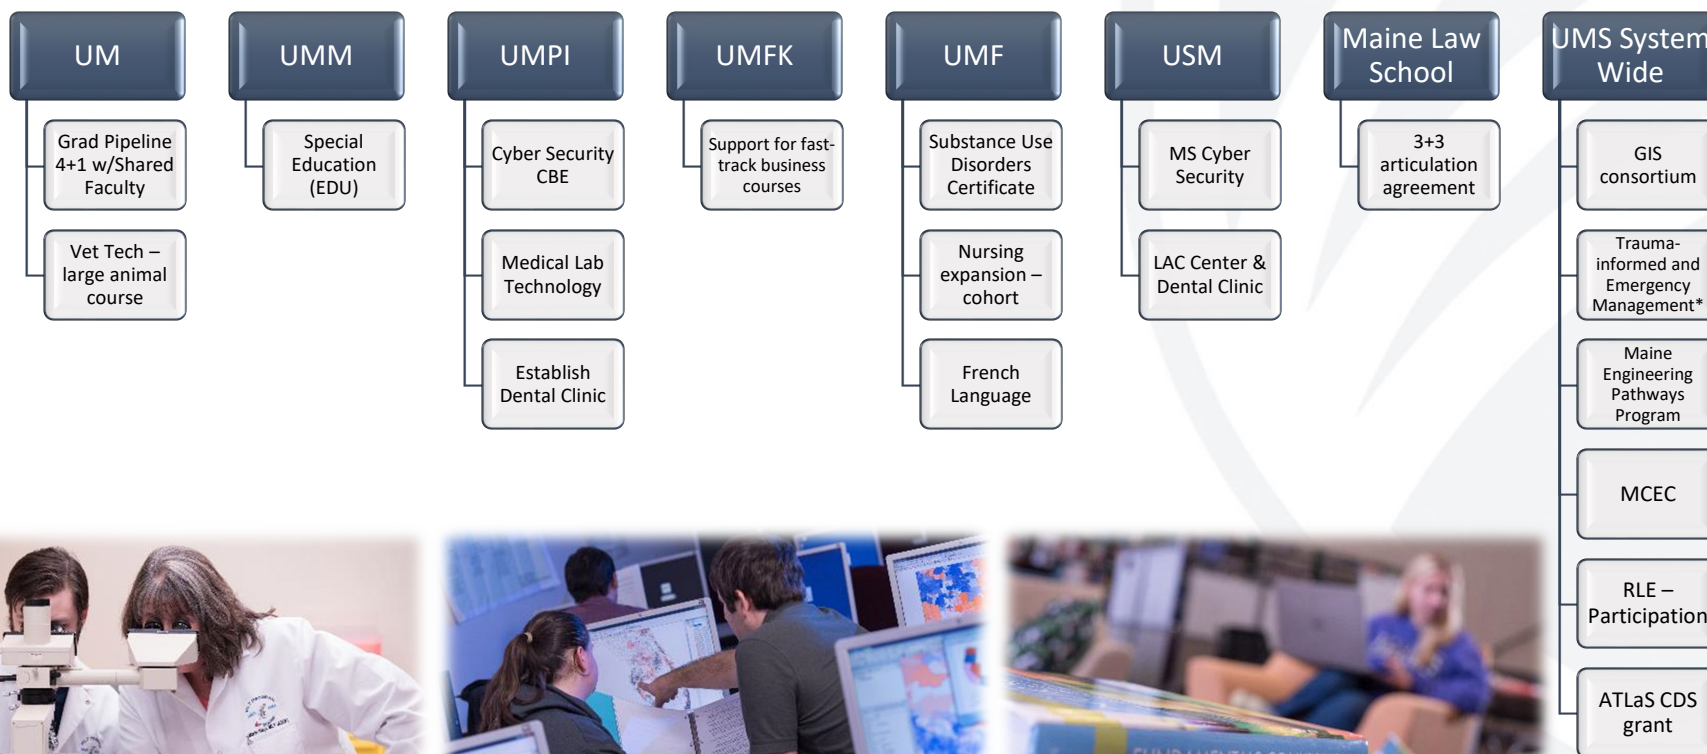 UM
Grad Pipeline
4+1 w/Shared
Faculty
Vet Tech –
large animal
course
UMM
Special
Education
(EDU)
UMPI
Cyber Security
CBE
Medical Lab
Technology
Establish
Dental Clinic
UMFK
Support for fast-
track business
courses
UMF
Substance Use
Disorders
Certificate
Nursing
expansion –
cohort
French
Language
USM
MS Cyber
Security
LAC Center &
Dental Clinic
Maine Law
School
3+3
articulation
agreement
UMS System
Wide
GIS
consortium
Trauma-
informed and
Emergency
Management*
Maine
Engineering
Pathways
Program
MCEC
RLE –
Participation
ATLaS CDS
grant